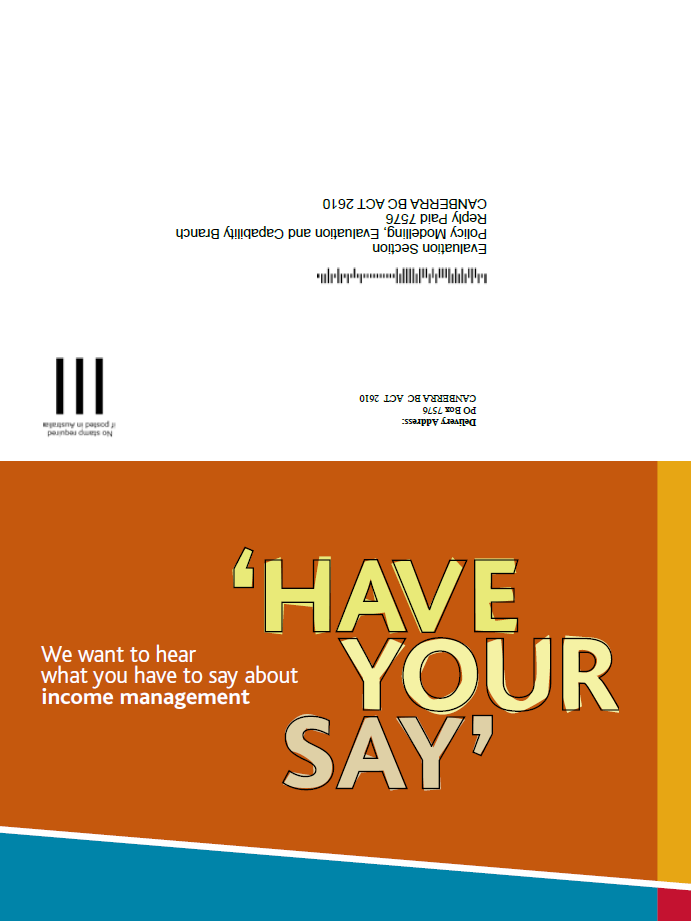 No stamp required
if posted in Australia
Delivery Address:
PO Box 7576
CANBERRA BC ACT 2610
Evaluation Section
Policy Modelling, Evaluation and Capability Branch
Reply Paid 7576
CANBERRA BC ACT 2610
‘HAVE
YOUR
SAY’
We want to hear
what you have to say about
income management